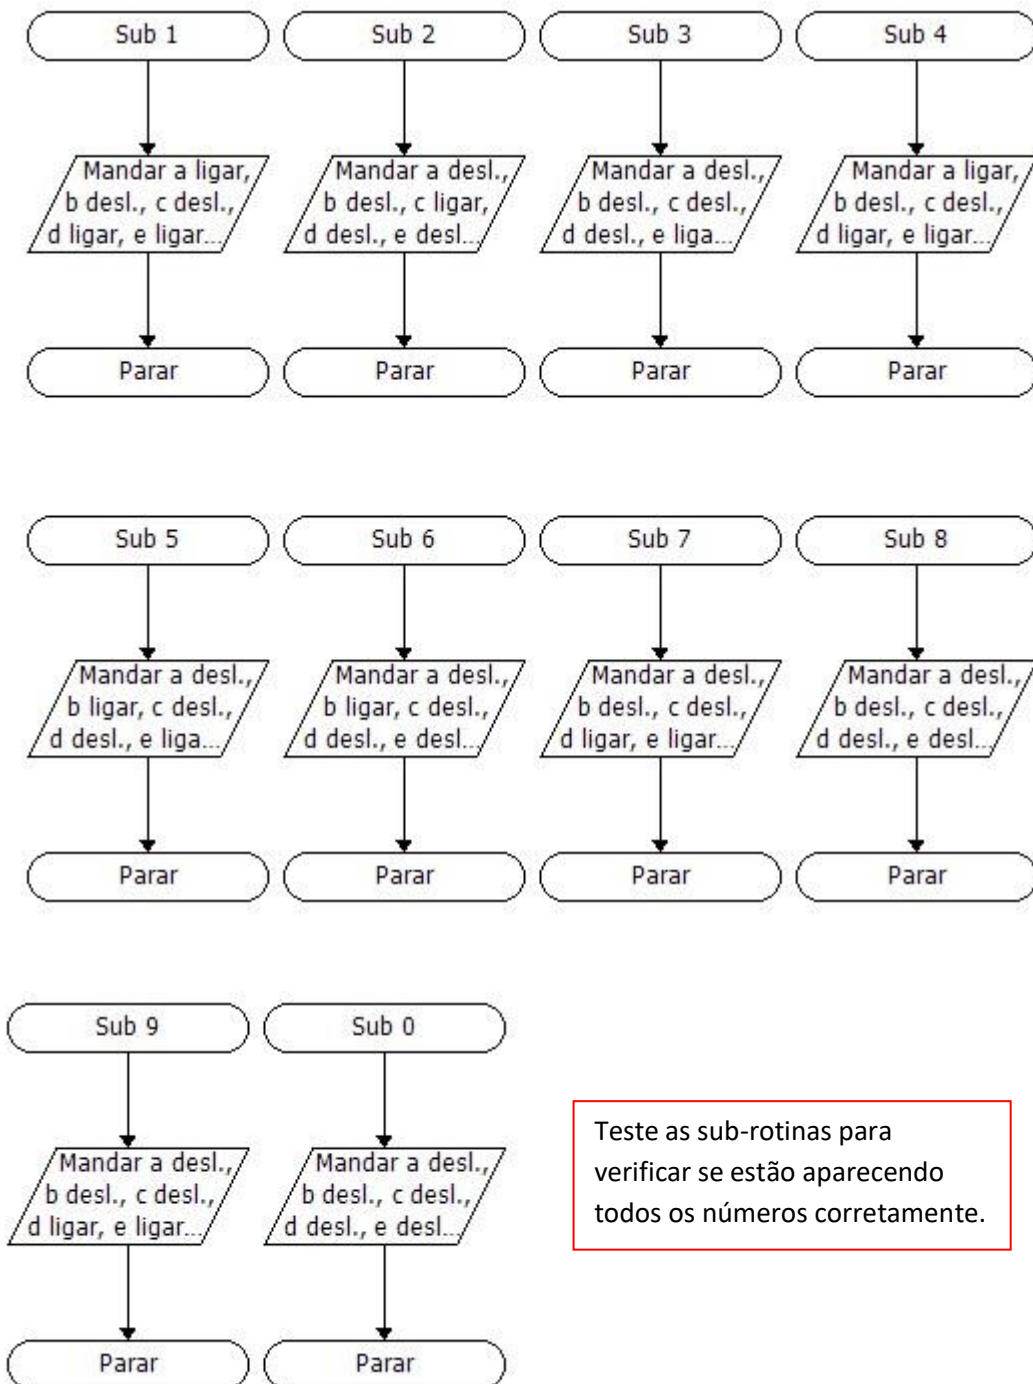 Sub 1
Sub 2
Sub 3
Sub 4
Mandar a ligar,
b desl., c desl.,
d ligar, e ligar...
Mandar a desl.,
b desl., c ligar,
d desl., e desl...
Mandar a desl.,
b desl., c desl.,
d desl., e liga...
Mandar a ligar,
b desl., c desl.,
d ligar, e ligar...
Parar
Parar
Parar
Parar
Sub 5
Sub 6
Sub 7
Sub 8
Mandar a desl.,
b ligar, c desl.,
d desl., e liga...
Mandar a desl.,
b ligar, c desl.,
d desl., e desl...
Mandar a desl.,
b desl., c desl.,
d ligar, e ligar...
Mandar a desl.,
b desl., c desl.,
d desl., e desl...
Parar
Parar
Parar
Parar
Sub 9
Sub 0
Mandar a desl.,
b desl., c desl.,
d ligar, e ligar...
Mandar a desl.,
b desl., c desl.,
d desl., e desl...
Parar
Parar
Teste as sub-rotinas para
verificar se estão aparecendo
todos os números corretamente.